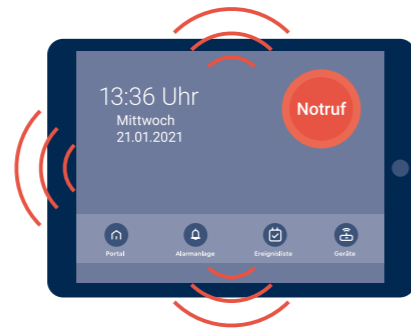 13:36 Uhr
Mittwoch
21.01.2021
Notruf
Portal
Alarmanlage
Ereignisliste
Geräte